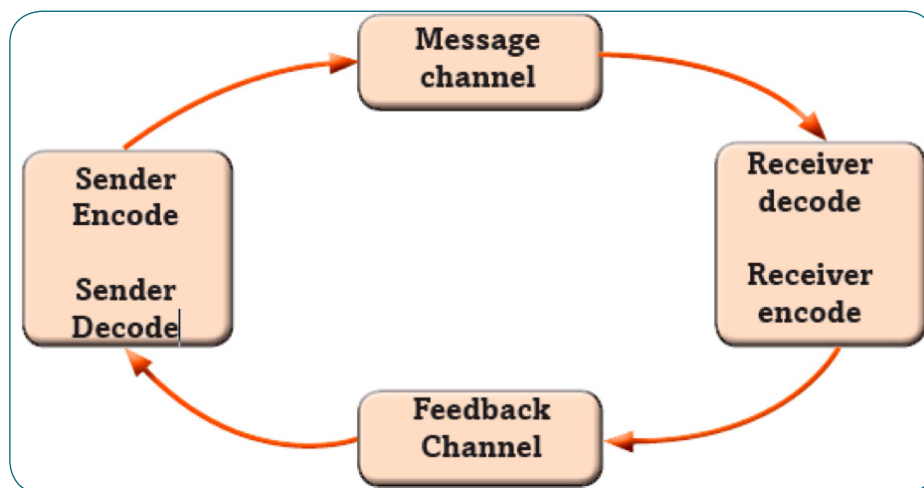 Message
channel
Sender
Encode
Sender
Decode
Receiver
decode
Receiver
encode
Feedback
Channel